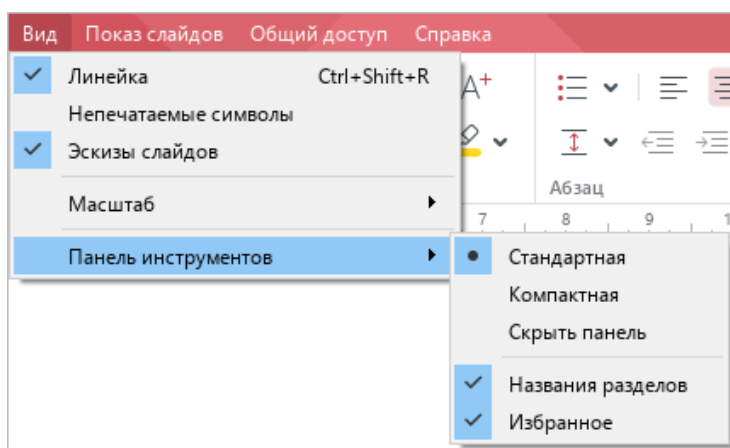 Вид Показ слайдов Общий доступ Справка
Линейка Ctrl+Shift+R
Непечатаемые символы
Эскизы слайдов
Масштаб
Панель инструментов
A+
Абзац
7 8 9 1
Стандартная
Компактная
Скрыть панель
Названия разделов
Избранное